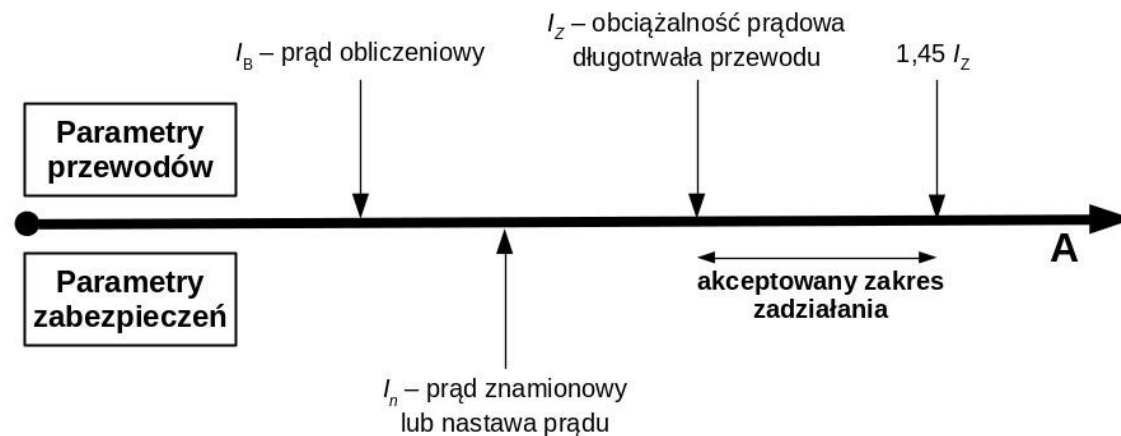 I_B – prąd obliczeniowy
I_Z – obciążalność prądowa
długotrwała przewodu
1,45 I_Z
Parametry
przewodów
A
Parametry
zabezpieczeń
akceptowany zakres
zadziałania
I_n – prąd znamionowy
lub nastawa prądu